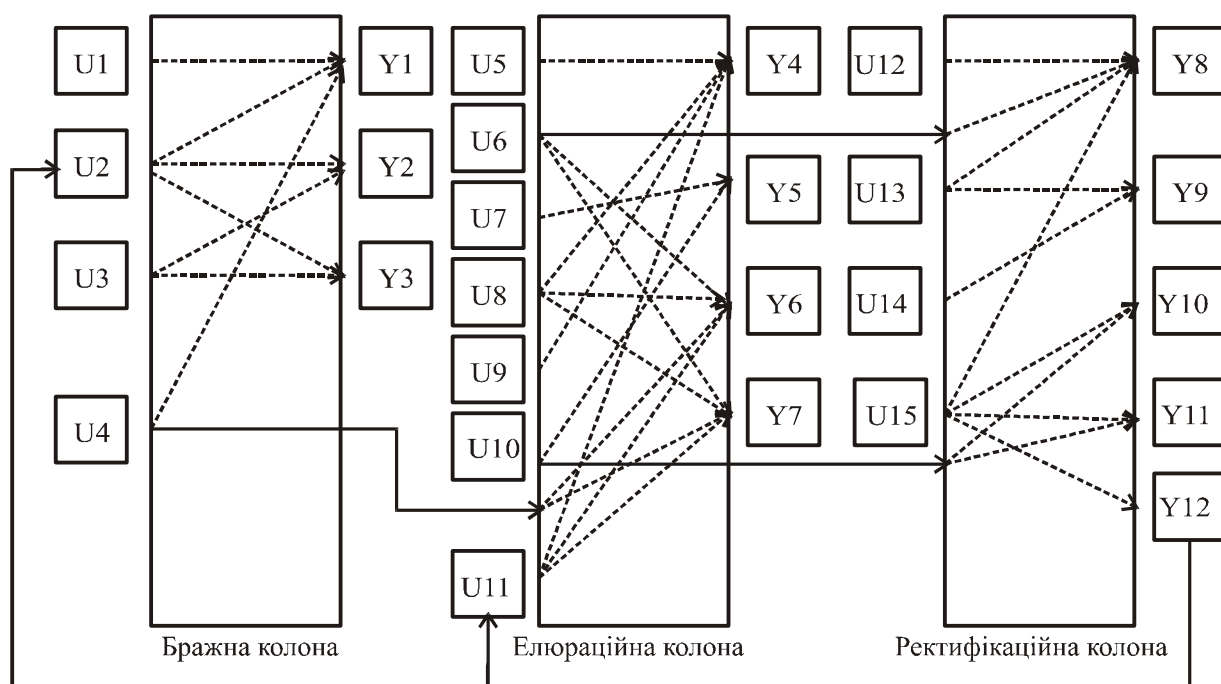 U1
U2
U3
U4
Y1
Y2
Y3
Бражна колона
U5
U6
U7
U8
U9
U10
U11
Y4
Y5
Y6
Y7
Елюраційна колона
U12
U13
U14
U15
Y8
Y9
Y10
Y11
Y12
Ректифікаційна колона